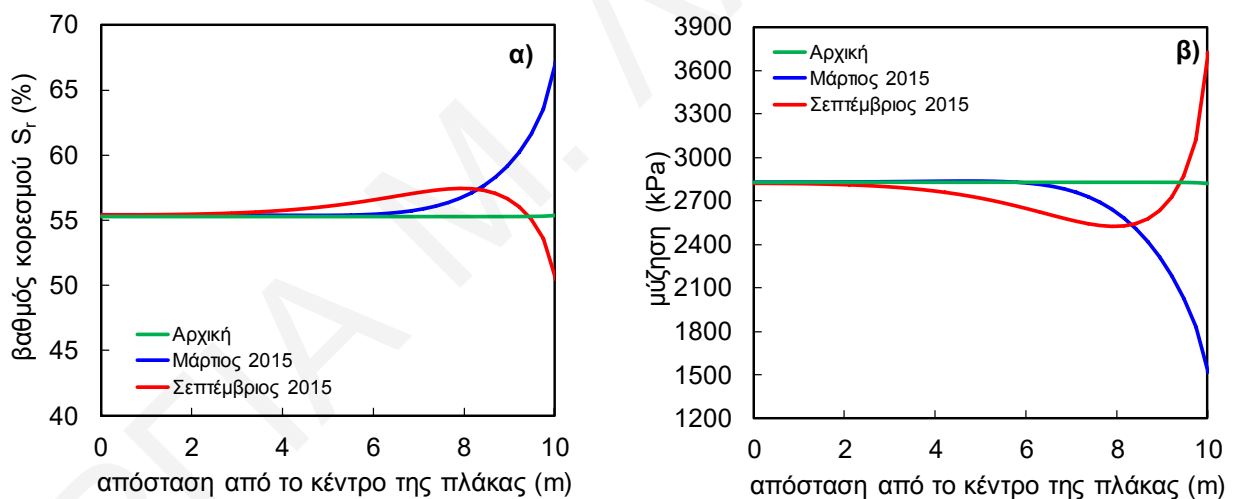 70
65
60
55
50
45
40
βαθμός κορεσμού Sr (%)
α)
Αρχική
Μάρτιος 2015
Σεπτέμβριος 2015
0 2 4 6 8 10
απόσταση από το κέντρο της πλάκας (m)
3900
3600
3300
3000
2700
2400
2100
1800
1500
1200
μύζηση (kPa)
β)
Αρχική
Μάρτιος 2015
Σεπτέμβριος 2015
0 2 4 6 8 10
απόσταση από το κέντρο της πλάκας (m)